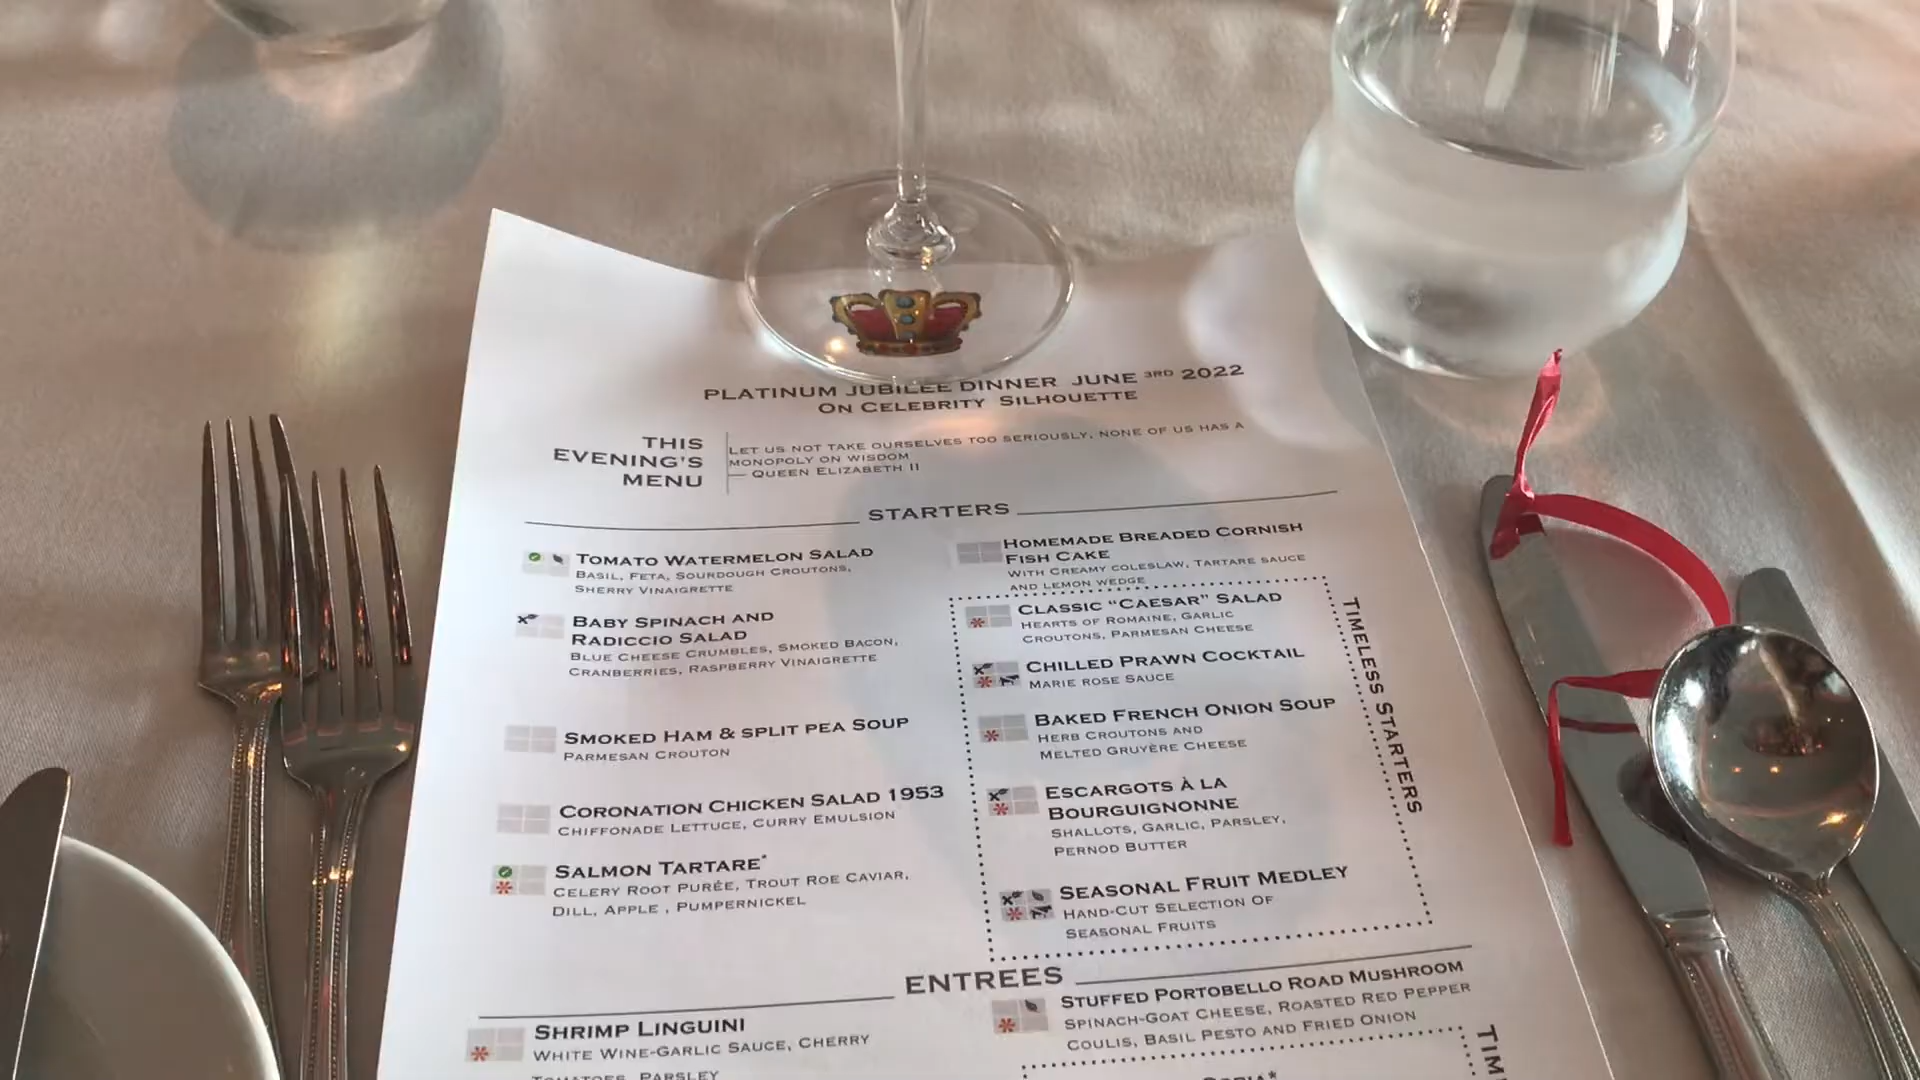 PLATINUM JUBILEE DINNER JUNE 3RD 2022
ON CELEBRITY SILHOUETTE
THIS
EVENING'S
MENU
LET US NOT TAKE OURSELVES TOO SERIOUSLY, NONE OF US HAS A
MONOPOLY ON WISDOM
— QUEEN ELIZABETH II
STARTERS
TOMATO WATERMELON SALAD
BASIL, FETA, SOURDOUGH CROUTONS,
SHERRY VINAIGRETTE
BABY SPINACH AND
RADICCIO SALAD
BLUE CHEESE CRUMBLES, SMOKED BACON,
CRANBERRIES, RASPBERRY VINAIGRETTE
SMOKED HAM & SPLIT PEA SOUP
PARMESAN CROUTON
CORONATION CHICKEN SALAD 1953
CHIFFONADE LETTUCE, CURRY EMULSION
SALMON TARTARE*
CELERY ROOT PURÉE, TROUT ROE CAVIAR,
DILL, APPLE , PUMPERNICKEL
HOMEMADE BREADED CORNISH
FISH CAKE
WITH CREAMY COLESLAW, TARTARE SAUCE
AND LEMON WEDGE
TIMELESS STARTERS
CLASSIC “CAESAR” SALAD
HEARTS OF ROMAINE, GARLIC
CROUTONS, PARMESAN CHEESE
CHILLED PRAWN COCKTAIL
MARIE ROSE SAUCE
BAKED FRENCH ONION SOUP
HERB CROUTONS AND
MELTED GRUYÈRE CHEESE
ESCARGOTS À LA
BOURGUIGNONNE
SHALLOTS, GARLIC, PARSLEY,
PERNOD BUTTER
SEASONAL FRUIT MEDLEY
HAND-CUT SELECTION OF
SEASONAL FRUITS
ENTREES
SHRIMP LINGUINI
WHITE WINE-GARLIC SAUCE, CHERRY
TOMATOES, PARSLEY
STUFFED PORTOBELLO ROAD MUSHROOM
SPINACH-GOAT CHEESE, ROASTED RED PEPPER
COULIS, BASIL PESTO AND FRIED ONION